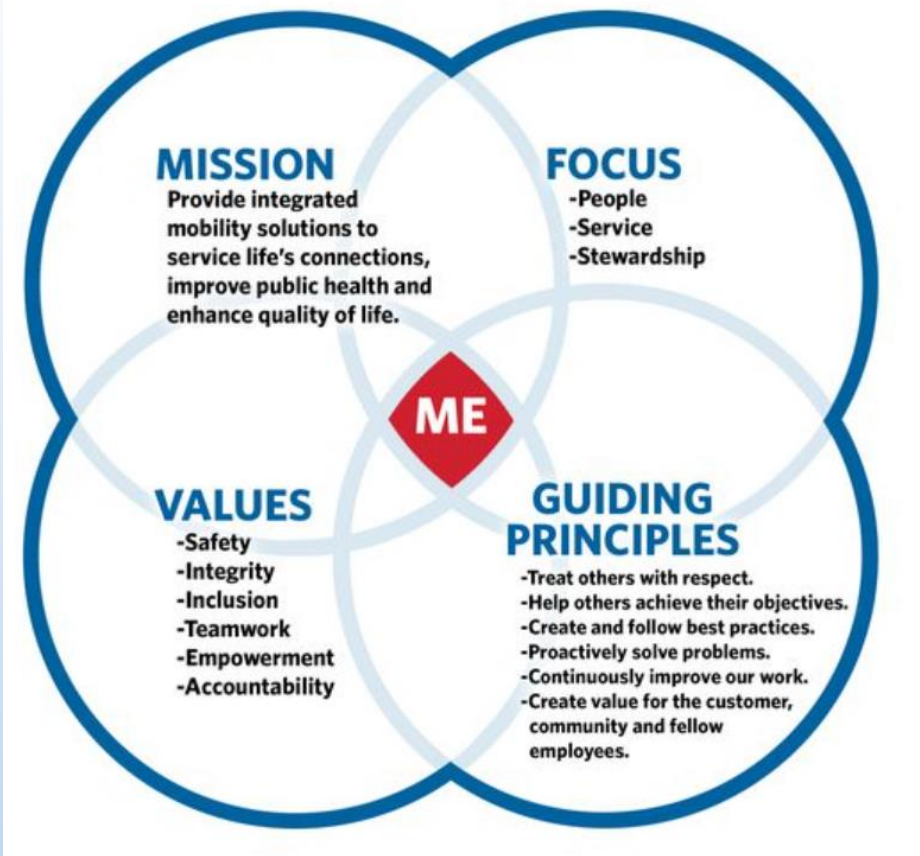 MISSION
Provide integrated
mobility solutions to
service life's connections,
improve public health and
enhance quality of life.
FOCUS
-People
-Service
-Stewardship
ME
VALUES
-Safety
-Integrity
-Inclusion
-Teamwork
-Empowerment
-Accountability
GUIDING
PRINCIPLES
-Treat others with respect.
-Help others achieve their objectives.
-Create and follow best practices.
-Proactively solve problems.
-Continuously improve our work.
-Create value for the customer,
community and fellow
employees.